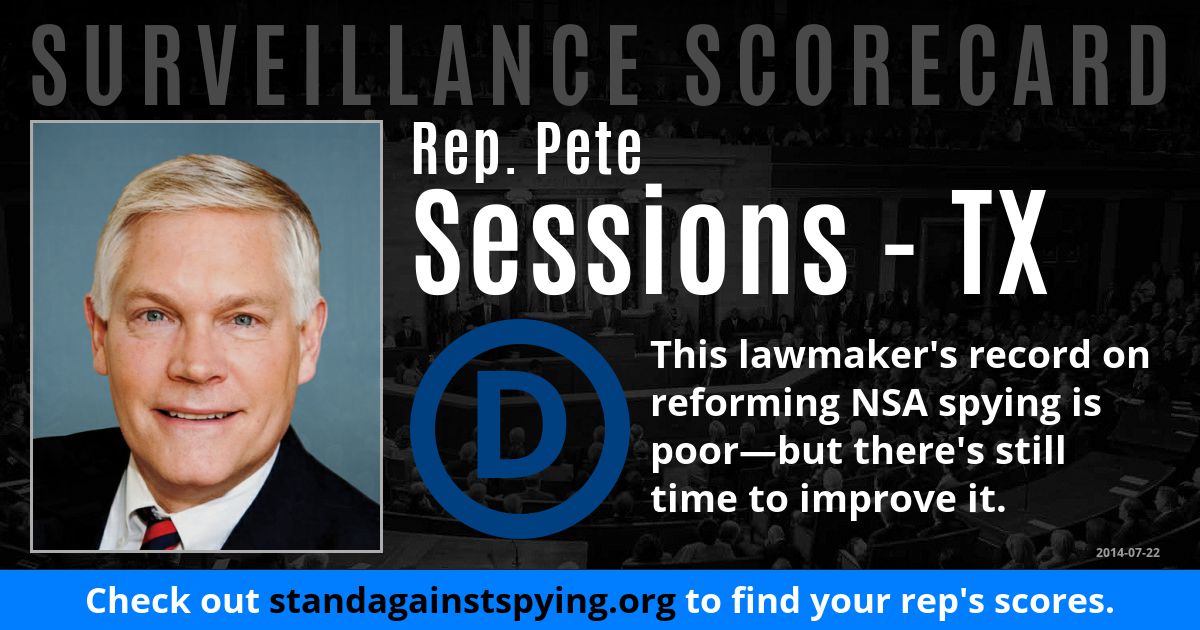 SURVEILLANCE SCORECARD
Rep. Pete
Sessions - TX
D
This lawmaker's record on
reforming NSA spying is
poor—but there's still
time to improve it.
2014-07-22
Check out standagainstspying.org to find your rep's scores.